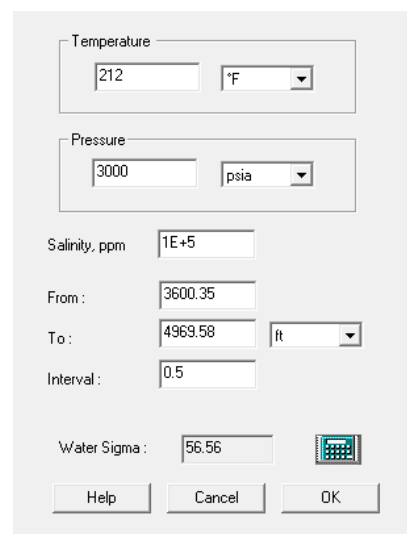 Temperature
212 °F
Pressure
3000 psia
Salinity, ppm 1E+5
From : 3600.35
To : 4969.58 ft
Interval : 0.5
Water Sigma : 56.56
Help Cancel OK